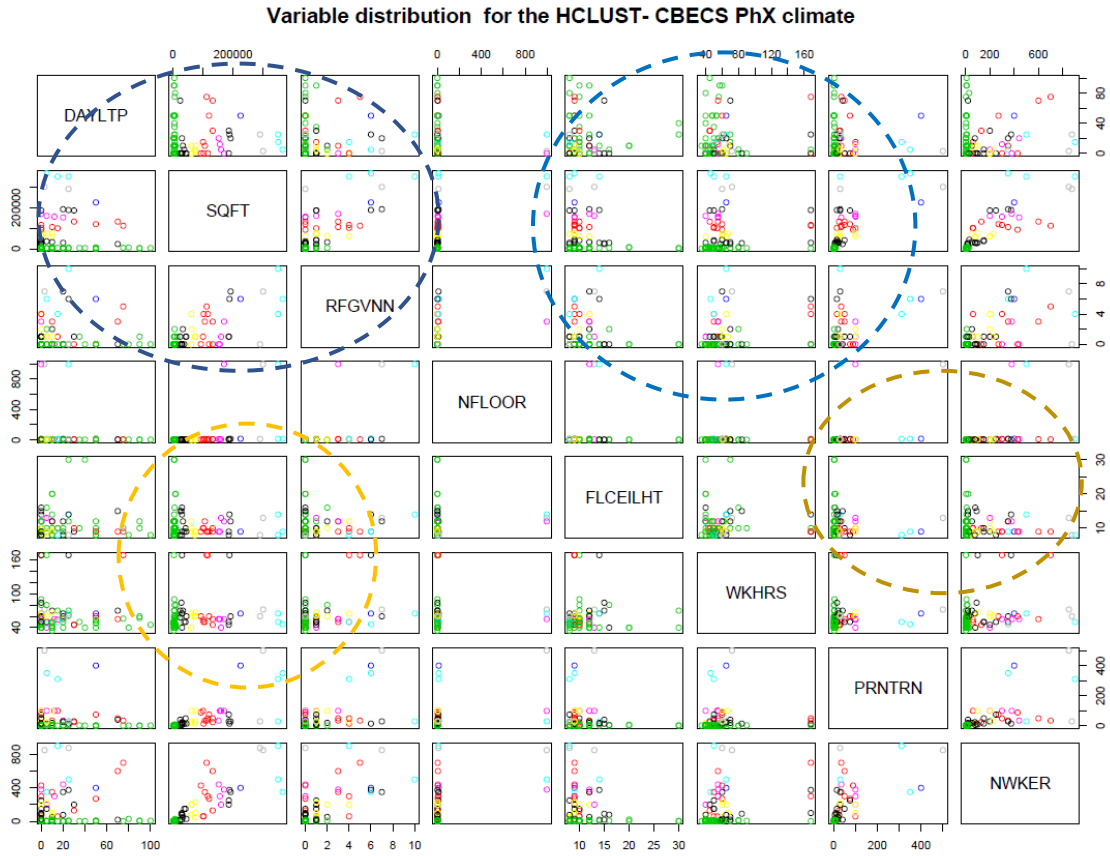 Variable distribution for the HCLUST- CBECS PhX climate
0 200000 0 400 1000 40 80 120 160 0 200 600
DAYLTP
0 20 40 80
0 200000
SQFT
RFGVNN
0 4 8
0 400 800
NFLOOR
FLCEILHT
10 20 30
40 100 160
WKHRS
PRNTRN
0 200 400
0 400 800
NWKER
0 20 60 100 0 2 4 6 8 10 10 15 20 25 30 0 200 400